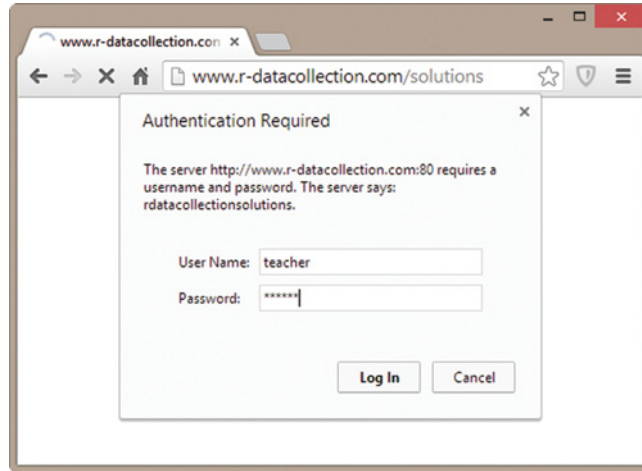 www.r-datacollection.com
www.r-datacollection.com/solutions
Authentication Required
The server http://www.r-datacollection.com:80 requires a
username and password. The server says:
rdatacollectionsolutions.
User Name: teacher
Password: ******
Log In Cancel